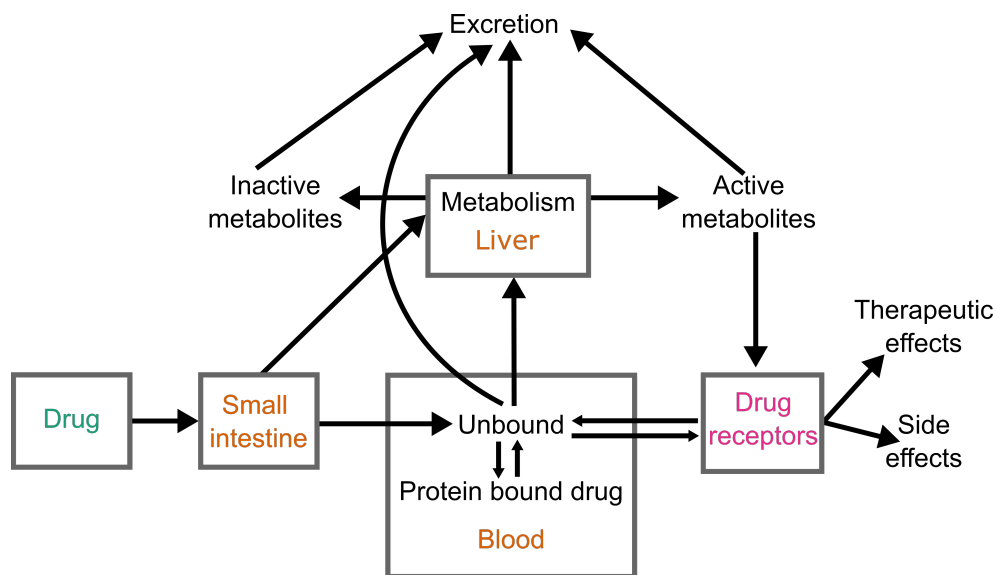 Excretion
Inactive
metabolites
Metabolism
Liver
Active
metabolites
Therapeutic
effects
Drug
Small
intestine
Unbound
Protein bound drug
Blood
Drug
receptors
Side
effects